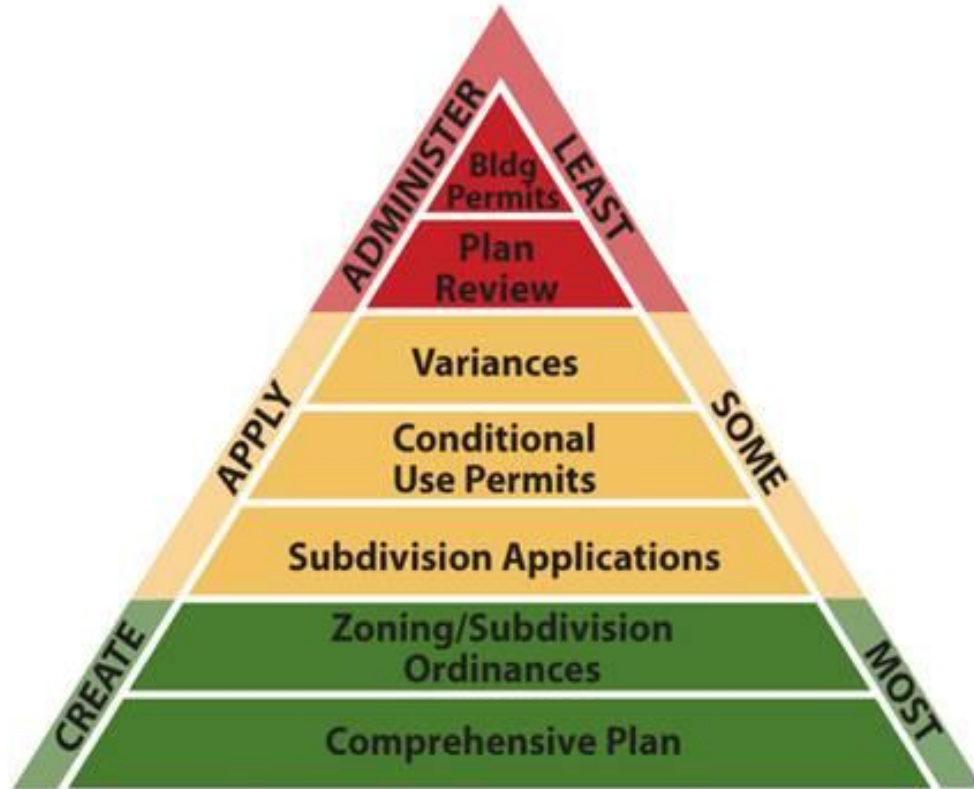 ADMINISTER
LEAST
Bldg
Permits
Plan
Review
APPLY
SOME
Variances
Conditional
Use Permits
Subdivision Applications
CREATE
MOST
Zoning/Subdivision
Ordinances
Comprehensive Plan